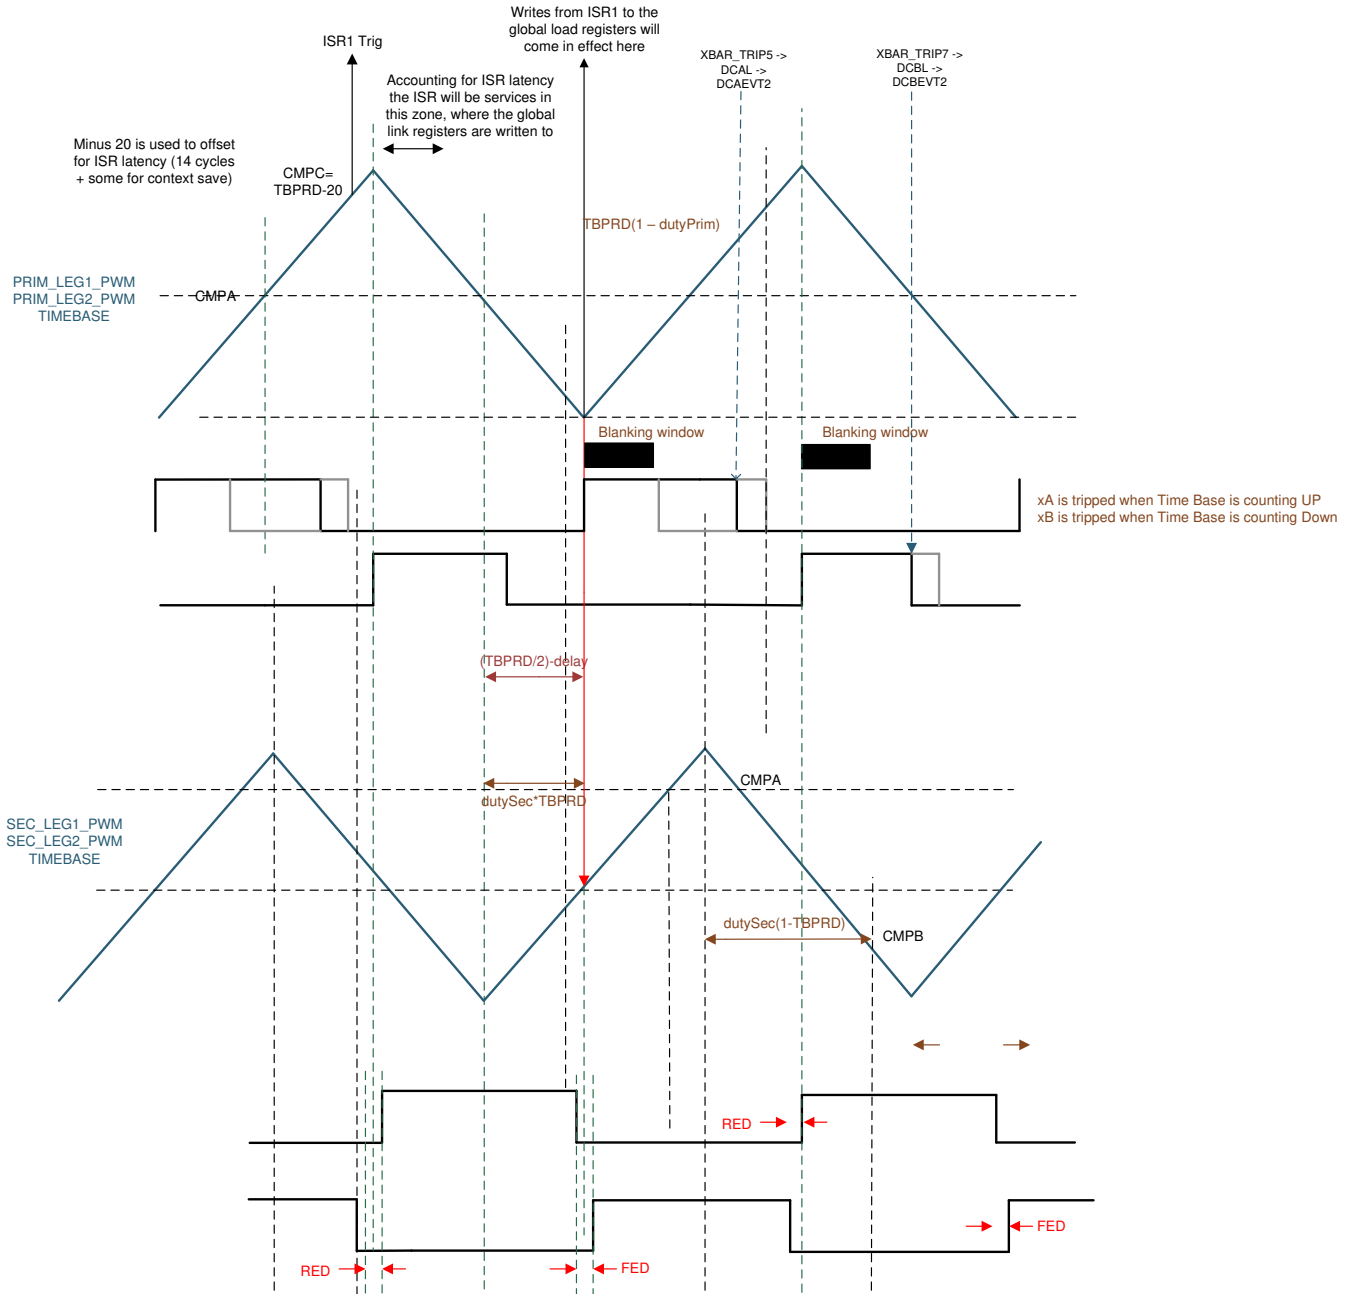 Writes from ISR1 to the
global load registers will
come in effect here
ISR1 Trig
XBAR_TRIP5 ->
DCAL ->
DCAEVT2
XBAR_TRIP7 ->
DCBL ->
DCBEVT2
Accounting for ISR latency
the ISR will be services in
this zone, where the global
link registers are written to
Minus 20 is used to offset
for ISR latency (14 cycles
+ some for context save)
CMPC=
TBPRD-20
TBPRD(1 – dutyPrim)
PRIM_LEG1_PWM
PRIM_LEG2_PWM
TIMEBASE
CMPA
Blanking window
Blanking window
xA is tripped when Time Base is counting UP
xB is tripped when Time Base is counting Down
(TBPRD/2)-delay
CMPA
dutySec*TBPRD
SEC_LEG1_PWM
SEC_LEG2_PWM
TIMEBASE
dutySec(1-TBPRD)
CMPB
RED
FED
RED
FED